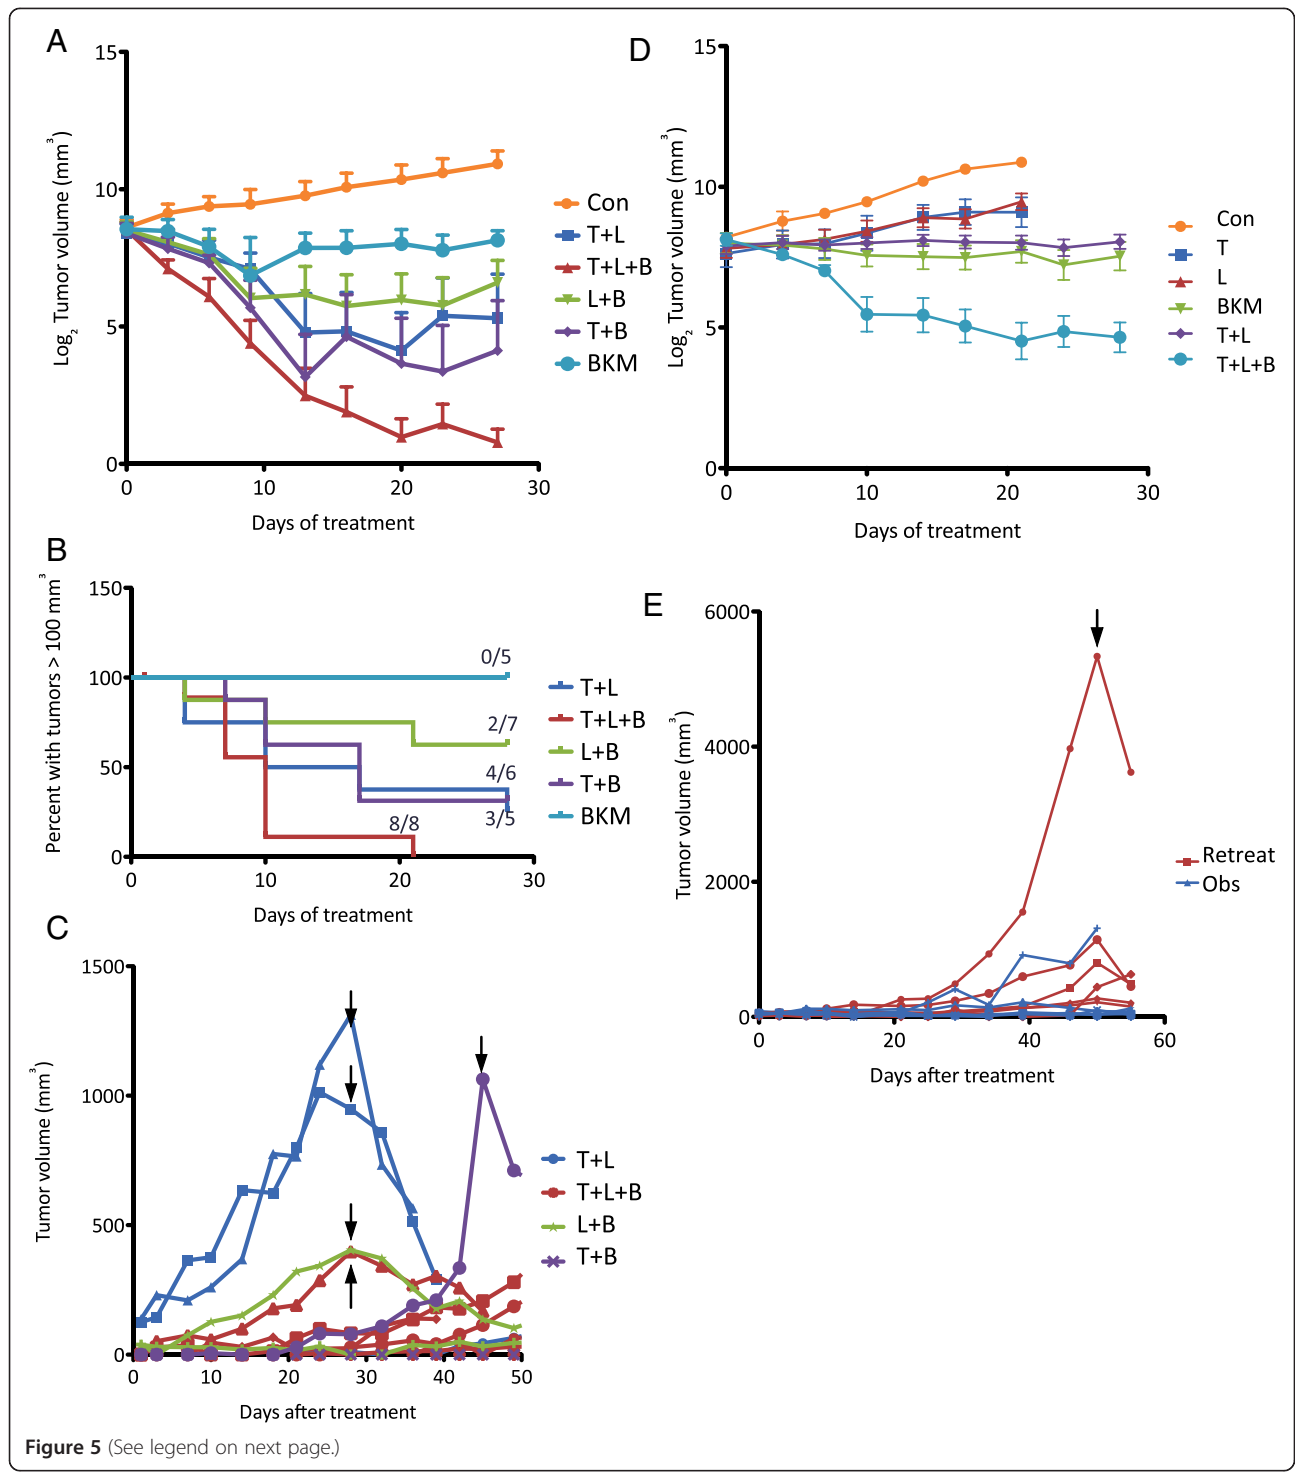 A
15
10
5
0
0
10
20
30
Log2 Tumor volume (mm3)
Days of treatment
Con
T+L
T+L+B
L+B
T+B
BKM
D
15
10
5
0
0
10
20
30
Log2 Tumor volume (mm3)
Days of treatment
Con
T
L
BKM
T+L
T+L+B
B
150
100
50
0
0
10
20
30
Percent with tumors > 100 mm3
Days of treatment
0/5
2/7
4/6
8/8
3/5
T+L
T+L+B
L+B
T+B
BKM
E
6000
4000
2000
0
0
20
40
60
Tumor volume (mm3)
Days after treatment
Retreat
Obs
C
1500
1000
500
0
0
10
20
30
40
50
Tumor volume (mm3)
Days after treatment
T+L
T+L+B
L+B
T+B
Figure 5 (See legend on next page.)